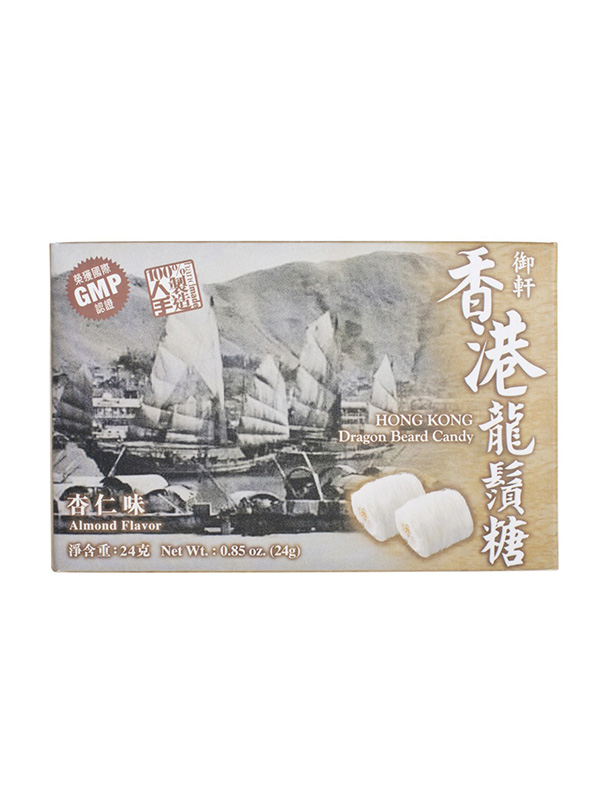 榮獲國際
GMP
認證
100%
人手
製造
御軒
香港龍鬚糖
HONG KONG
Dragon Beard Candy
杏仁味
Almond Flavor
淨含重:24克 Net Wt. : 0.85 oz. (24g)